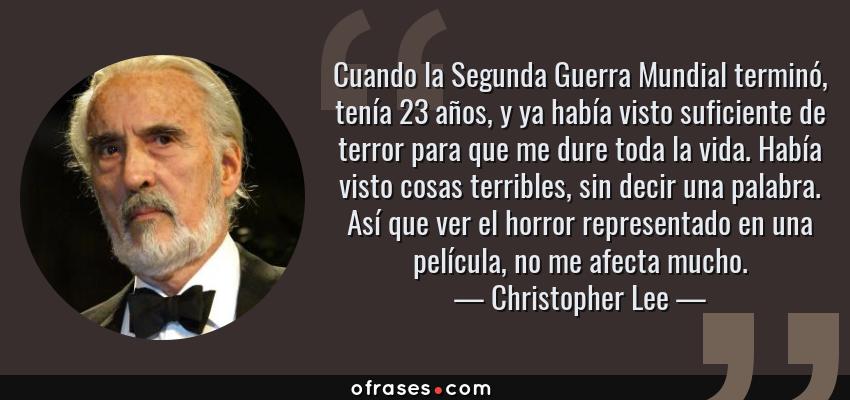 Cuando la Segunda Guerra Mundial terminó,
tenía 23 años, y ya había visto suficiente de
terror para que me dure toda la vida. Había
visto cosas terribles, sin decir una palabra.
Así que ver el horror representado en una
película, no me afecta mucho.
— Christopher Lee —
ofrases.com